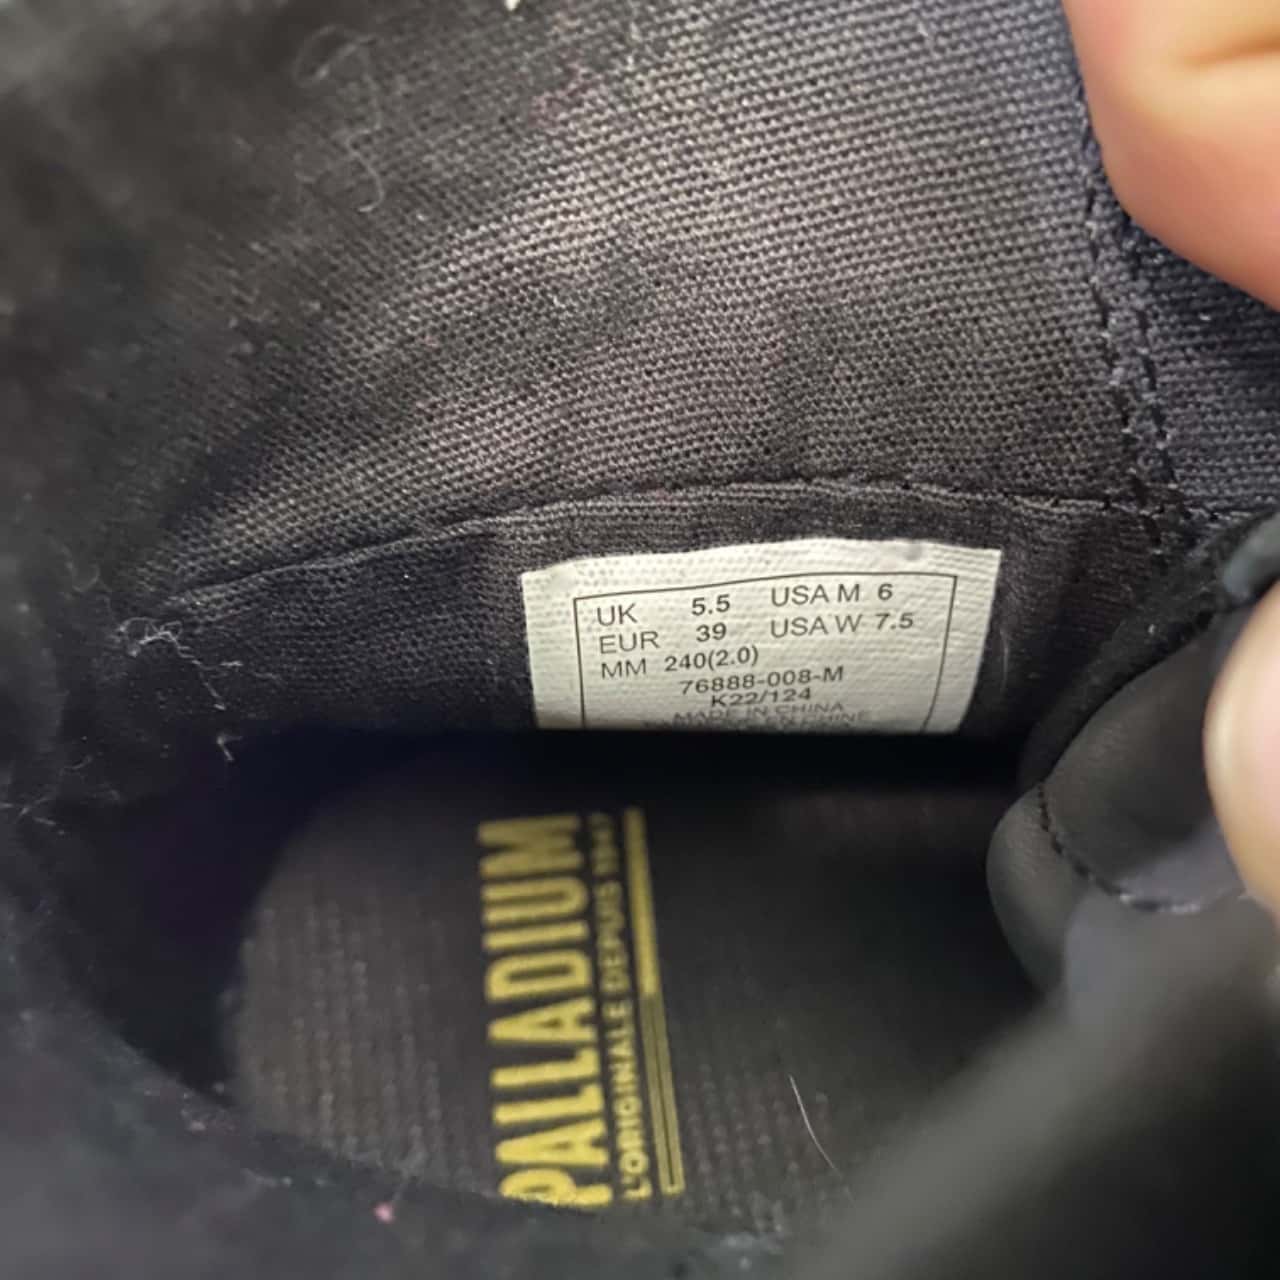 UK 5.5 USA M 6
EUR 39 USA W 7.5
MM 240(2.0)
76888-008-M
K22/124
MADE IN CHINA
CHINE
PALLADIUM
L'ORIGINALE DEPUIS 1947